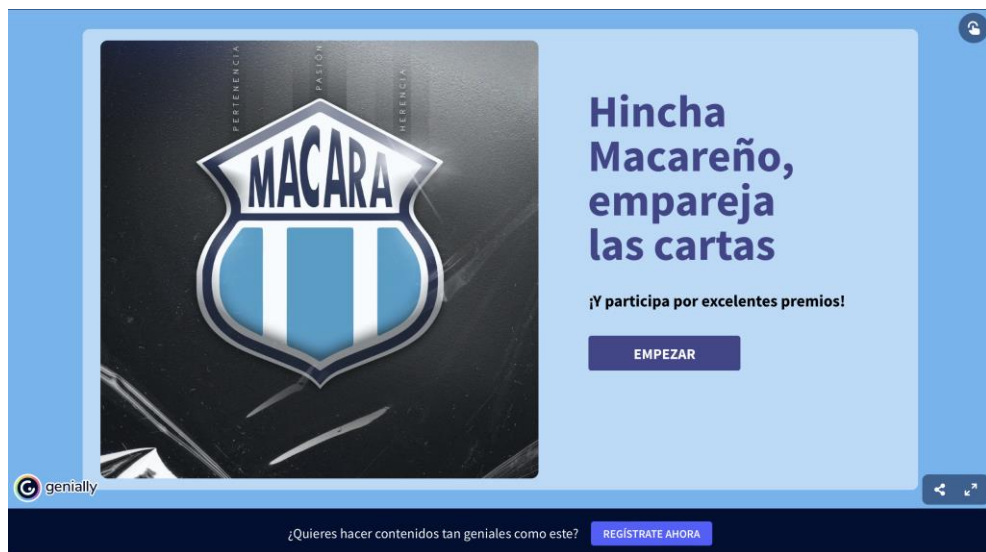 PERTENENCIA
PASIÓN
HERENCIA
MACARA
Hincha
Macareño,
empareja
las cartas
¡Y participa por excelentes premios!
EMPEZAR
genially
¿Quieres hacer contenidos tan geniales como este?
REGÍSTRATE AHORA